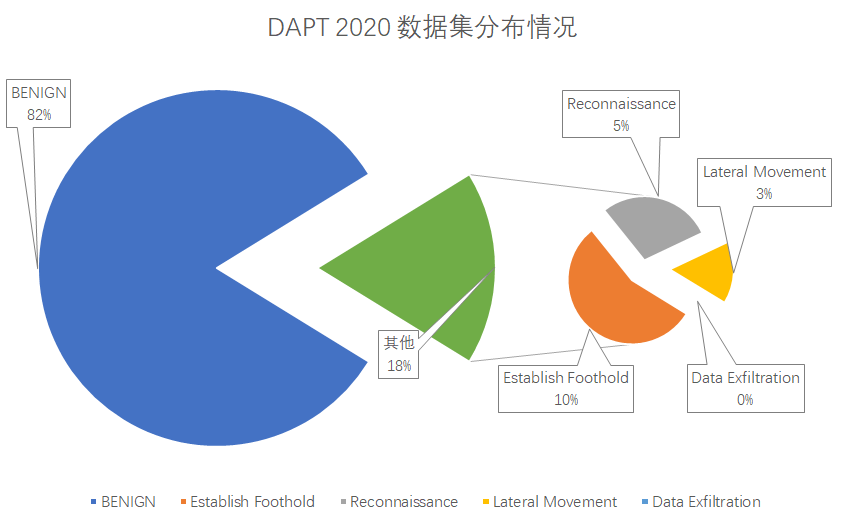 DAPT 2020 数据集分布情况
BENIGN
82%
Reconnaissance
5%
Lateral Movement
3%
其他
18%
Establish Foothold
10%
Data Exfiltration
0%
BENIGN Establish Foothold Reconnaissance Lateral Movement Data Exfiltration